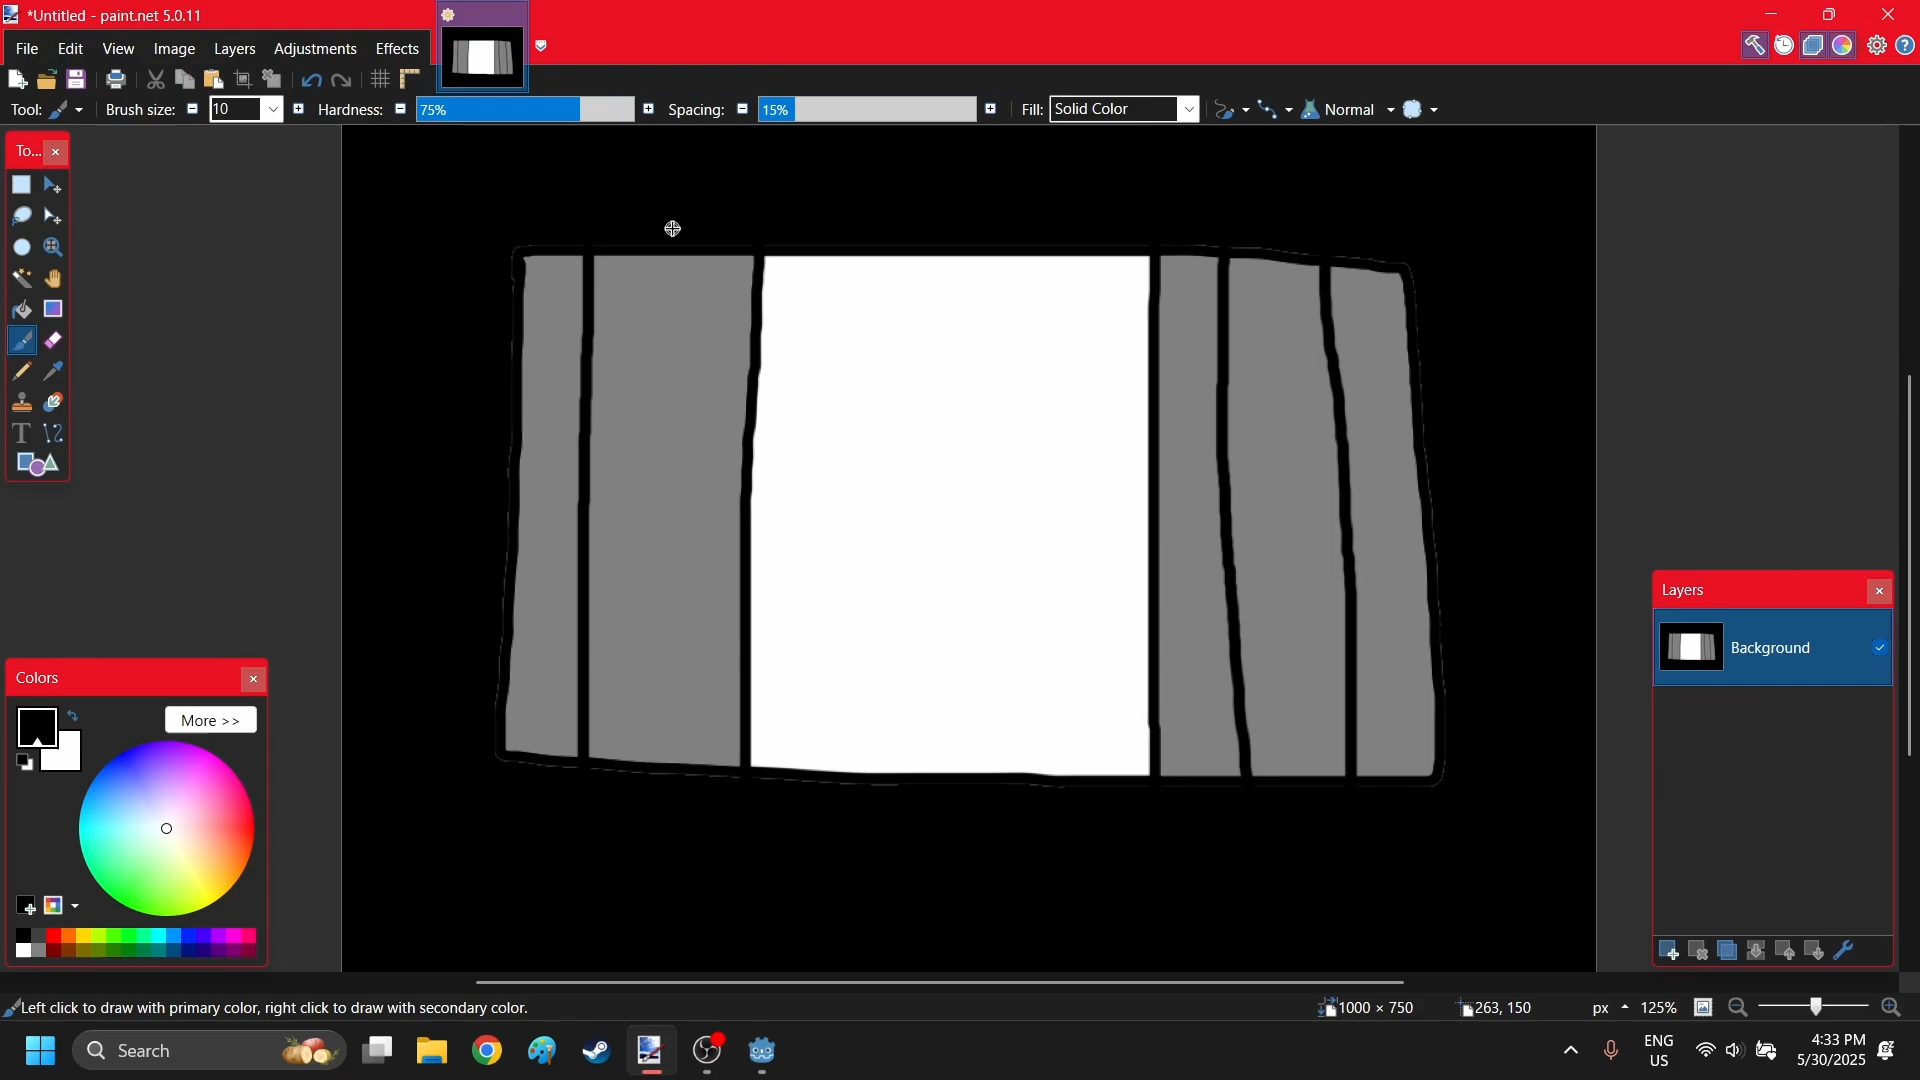 *Untitled - paint.net 5.0.11
File Edit View Image Layers Adjustments Effects
Tool: Brush size: 10 Hardness: 75% Spacing: 15% Fill: Solid Color Normal
To...
Layers
Background
Colors
More >>
Left click to draw with primary color, right click to draw with secondary color.
1000 × 750 263, 150 px 125%
Search
ENG
US
4:33 PM
5/30/2025